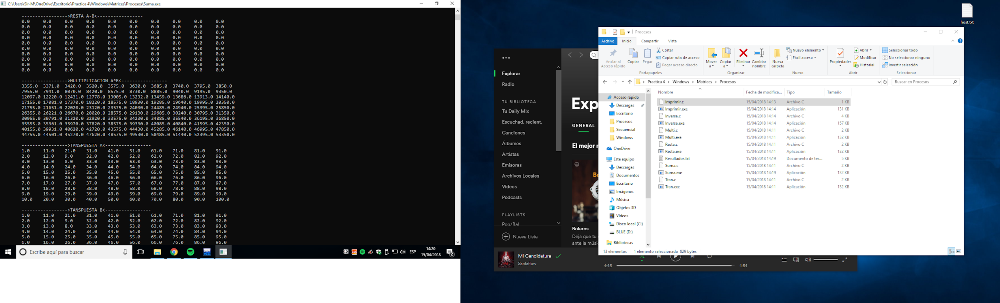 C:\Users\Sir-M\OneDrive\Escritorio\Practica 4\Windows\Matrices\Procesos\Suma.exe
----------------->RESTA A-B<-----------------
0.0 0.0 0.0 0.0 0.0 0.0 0.0 0.0 0.0 0.0
0.0 0.0 0.0 0.0 0.0 0.0 0.0 0.0 0.0 0.0
0.0 0.0 0.0 0.0 0.0 0.0 0.0 0.0 0.0 0.0
0.0 0.0 0.0 0.0 0.0 0.0 0.0 0.0 0.0 0.0
0.0 0.0 0.0 0.0 0.0 0.0 0.0 0.0 0.0 0.0
0.0 0.0 0.0 0.0 0.0 0.0 0.0 0.0 0.0 0.0
0.0 0.0 0.0 0.0 0.0 0.0 0.0 0.0 0.0 0.0
0.0 0.0 0.0 0.0 0.0 0.0 0.0 0.0 0.0 0.0
0.0 0.0 0.0 0.0 0.0 0.0 0.0 0.0 0.0 0.0
0.0 0.0 0.0 0.0 0.0 0.0 0.0 0.0 0.0 0.0
----------------->MULTIPLICACION A*B<-----------------
3355.0 3371.0 3420.0 3520.0 3575.0 3630.0 3685.0 3740.0 3795.0 3850.0
7955.0 7941.0 8070.0 8420.0 8575.0 8730.0 8885.0 9040.0 9195.0 9350.0
12097.0 12220.0 12431.0 12778.0 13005.0 13232.0 13459.0 13686.0 13913.0 14140.0
17155.0 17081.0 17370.0 18220.0 18575.0 18930.0 19285.0 19640.0 19995.0 20350.0
21755.0 21651.0 22020.0 23120.0 23575.0 24030.0 24485.0 24940.0 25395.0 25850.0
26355.0 26221.0 26670.0 28020.0 28575.0 29130.0 29685.0 30240.0 30795.0 31350.0
30955.0 30791.0 31320.0 32920.0 33575.0 34230.0 34885.0 35540.0 36195.0 36850.0
35555.0 35361.0 35970.0 37820.0 38575.0 39330.0 40085.0 40840.0 41595.0 42350.0
40155.0 39931.0 40620.0 42720.0 43575.0 44430.0 45285.0 46140.0 46995.0 47850.0
44755.0 44501.0 45270.0 47620.0 48575.0 49530.0 50485.0 51440.0 52395.0 53350.0
----------------->TANSPUESTA A<-----------------
1.0 11.0 21.0 31.0 41.0 51.0 61.0 71.0 81.0 91.0
2.0 12.0 9.0 32.0 42.0 52.0 62.0 72.0 82.0 92.0
3.0 13.0 8.0 33.0 43.0 53.0 63.0 73.0 83.0 93.0
4.0 14.0 24.0 34.0 44.0 54.0 64.0 74.0 84.0 94.0
5.0 15.0 25.0 35.0 45.0 55.0 65.0 75.0 85.0 95.0
6.0 16.0 26.0 36.0 46.0 56.0 66.0 76.0 86.0 96.0
7.0 17.0 27.0 37.0 47.0 57.0 67.0 77.0 87.0 97.0
8.0 18.0 28.0 38.0 48.0 58.0 68.0 78.0 88.0 98.0
9.0 19.0 29.0 39.0 49.0 59.0 69.0 79.0 89.0 99.0
10.0 20.0 30.0 40.0 50.0 60.0 70.0 80.0 90.0 100.0
----------------->TANSPUESTA B<-----------------
1.0 11.0 21.0 31.0 41.0 51.0 61.0 71.0 81.0 91.0
2.0 12.0 9.0 32.0 42.0 52.0 62.0 72.0 82.0 92.0
3.0 13.0 8.0 33.0 43.0 53.0 63.0 73.0 83.0 93.0
4.0 14.0 24.0 34.0 44.0 54.0 64.0 74.0 84.0 94.0
5.0 15.0 25.0 35.0 45.0 55.0 65.0 75.0 85.0 95.0
6.0 16.0 26.0 36.0 46.0 56.0 66.0 76.0 86.0 96.0
Escribe aquí para buscar
DEV
ESP
14:20
15/04/2018
2
host.txt
Explorar
Radio
TU BIBLIOTECA
Tu Daily Mix
Escuchad. recient.
Canciones
Álbumes
Artistas
Emisoras
Archivos Locales
Vídeos
Podcasts
PLAYLISTS
Pop/Bal
Nueva Lista
Exp
GENERAL
El mejor
Boleros
Deja que tu
ante la músi
Mi Candidatura
Santaflow
4:46
4:54
Procesos
Archivo Inicio Compartir Vista
Anclar al Acceso rápido
Copiar
Pegar
Cortar
Copiar ruta de acceso
Pegar acceso directo
Portapapeles
Mover a
Copiar a
Eliminar
Cambiar nombre
Organizar
Nueva carpeta
Nuevo elemento
Fácil acceso
Nuevo
Propiedades
Abrir
Modificar
Historial
Abrir
Seleccionar todo
No seleccionar ninguno
Invertir selección
Seleccionar
Practica 4 > Windows > Matrices > Procesos
Buscar en Procesos
Acceso rápido
Descargas
Escritorio
Procesos
Secuencial
Windows
OneDrive
Este equipo
Descargas
Documentos
Escritorio
Imágenes
Música
Objetos 3D
Vídeos
Disco local (C:)
BLUE (D:)
Bibliotecas
Nombre Fecha de modifica... Tipo Tamaño
Imprimir.c 15/04/2018 14:13 Archivo C 1 KB
Imprimir.exe 15/04/2018 14:14 Aplicación 131 KB
Inversa.c 15/04/2018 14:14 Archivo C 4 KB
Inversa.exe 15/04/2018 14:14 Aplicación 157 KB
Multi.c 15/04/2018 14:11 Archivo C 2 KB
Multi.exe 15/04/2018 14:11 Aplicación 132 KB
Resta.c 15/04/2018 14:11 Archivo C 2 KB
Resta.exe 15/04/2018 14:11 Aplicación 132 KB
Resultados.txt 15/04/2018 14:19 Documento de tex... 5 KB
Suma.c 15/04/2018 14:11 Archivo C 2 KB
Suma.exe 15/04/2018 14:19 Aplicación 132 KB
Tran.c 15/04/2018 14:11 Archivo C 2 KB
Tran.exe 15/04/2018 14:11 Aplicación 132 KB
13 elementos 1 elemento seleccionado 829 bytes